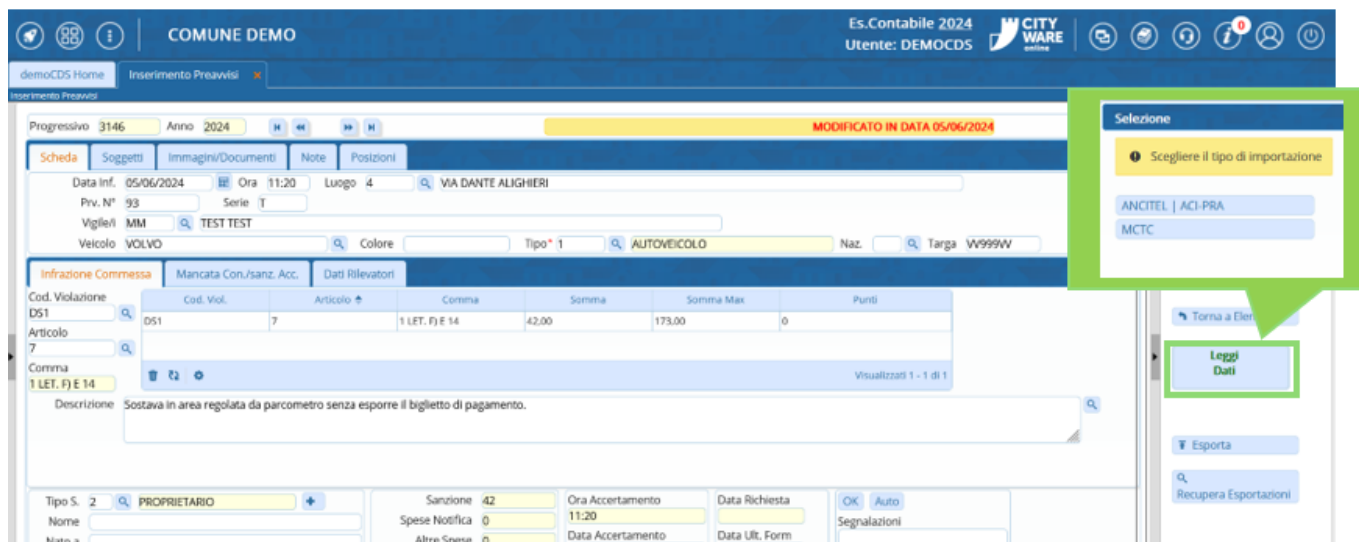 COMUNE DEMO
Es.Contabile 2024
Utente: DEMOCDS
CITY
WARE
online
0
demoCDS Home
Inserimento Preavvisi
×
Inserimento Preavvisi
Progressivo 3146 Anno 2024
MODIFICATO IN DATA 05/06/2024
Scheda Soggetti Immagini/Documenti Note Posizioni
Data Inf. 05/06/2024 Ora 11:20 Luogo 4 VIA DANTE ALIGHIERI
Prv. N° 93 Serie T
Vigile/i MM TEST TEST
Veicolo VOLVO Colore Tipo* 1 AUTOVEICOLO Naz. Targa VV999VV
Infrazione Commessa Mancata Con./sanz. Acc. Dati Rilevatori
Cod. Violazione
DS1
Articolo
7
Comma
1 LET. F) E 14
Cod. Viol. Articolo Comma Somma Somma Max Punti
DS1 7 1 LET. F) E 14 42,00 173,00 0
Visualizzati 1 - 1 di 1
Descrizione Sostava in area regolata da parcometro senza esporre il biglietto di pagamento.
Tipo S. 2 PROPRIETARIO
Nome
Nato a
Sanzione 42
Spese Notifica 0
Altre Spese 0
Ora Accertamento
11:20
Data Accertamento
Data Richiesta
Data Ult. Form
OK Auto
Segnalazioni
Selezione
Scegliere il tipo di importazione
ANCITEL | ACI-PRA
MCTC
Torna a Elen
Leggi
Dati
Esporta
Recupera Esportazioni